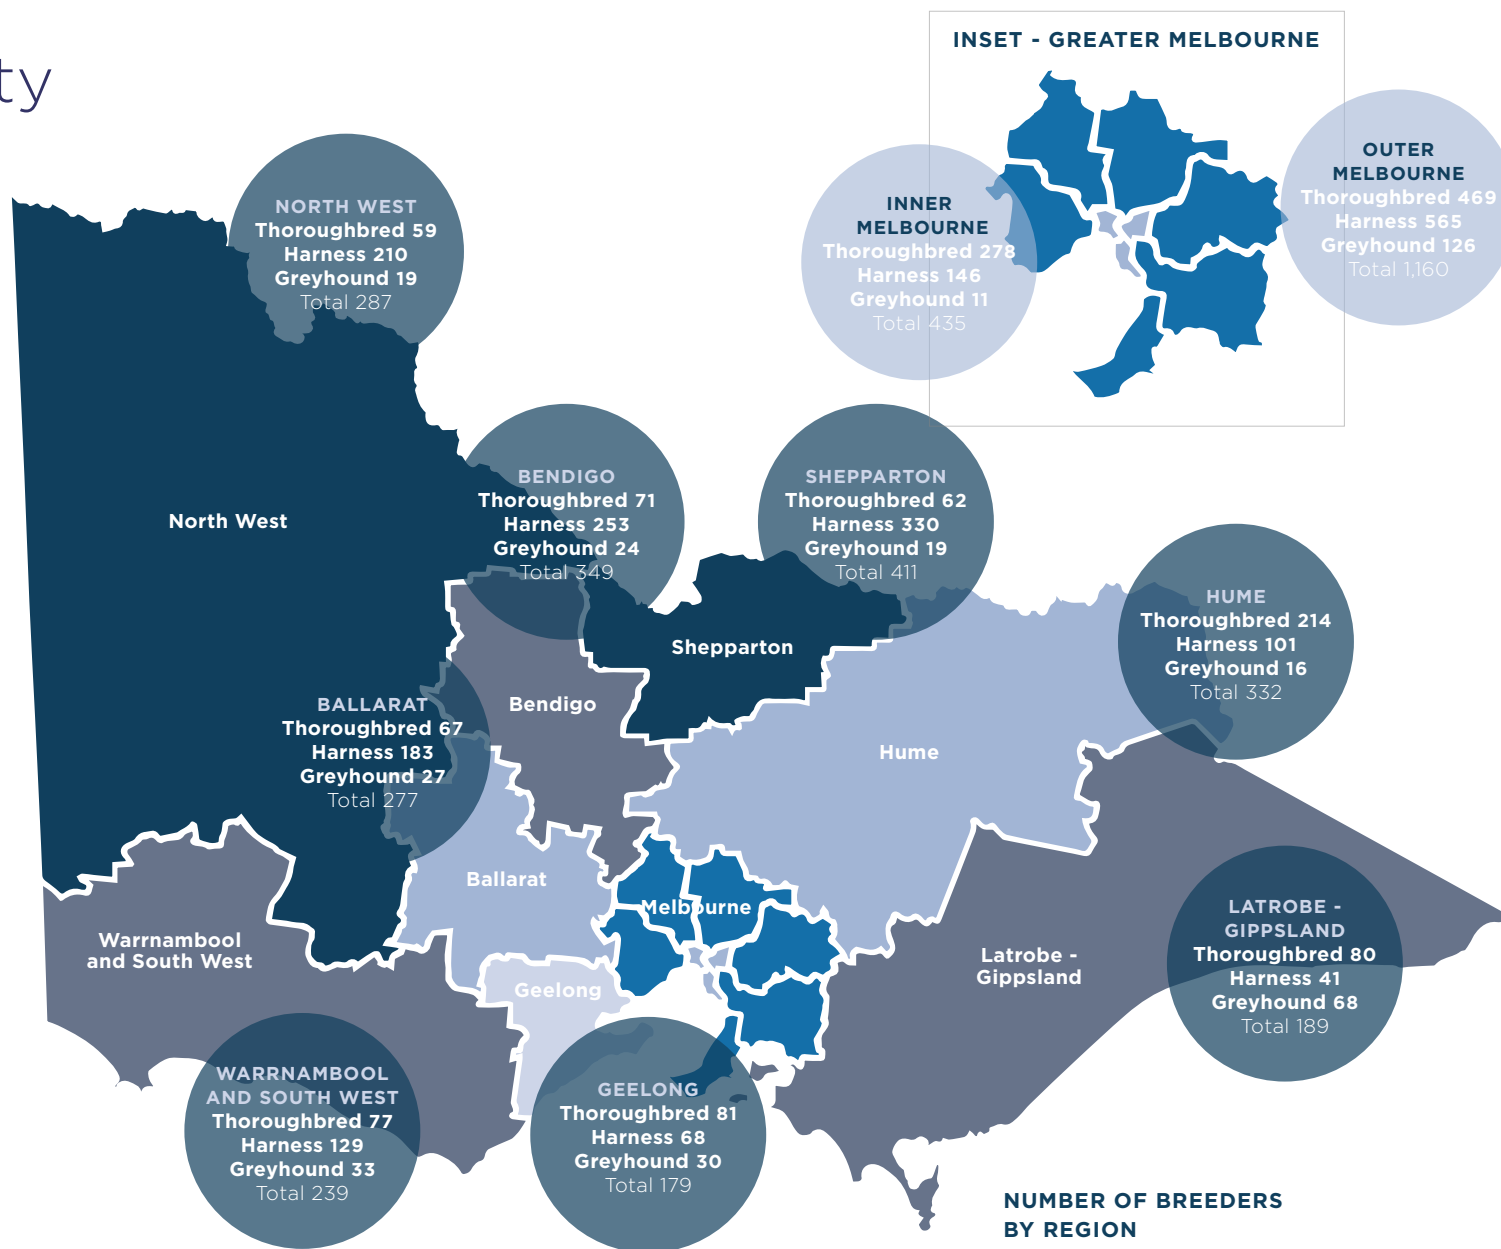 ty
INSET - GREATER MELBOURNE
OUTER
MELBOURNE
Thoroughbred 469
Harness 565
Greyhound 126
Total 1,160
INNER
MELBOURNE
Thoroughbred 278
Harness 146
Greyhound 11
Total 435
NORTH WEST
Thoroughbred 59
Harness 210
Greyhound 19
Total 287
BENDIGO
Thoroughbred 71
Harness 253
Greyhound 24
Total 349
SHEPPARTON
Thoroughbred 62
Harness 330
Greyhound 19
Total 411
North West
HUME
Thoroughbred 214
Harness 101
Greyhound 16
Total 332
Shepparton
Bendigo
BALLARAT
Thoroughbred 67
Harness 183
Greyhound 27
Total 277
Hume
Ballarat
Melbourne
Warrnambool
and South West
Latrobe -
Gippsland
Geelong
LATROBE -
GIPPSLAND
Thoroughbred 80
Harness 41
Greyhound 68
Total 189
WARRNAMBOOL
AND SOUTH WEST
Thoroughbred 77
Harness 129
Greyhound 33
Total 239
GEELONG
Thoroughbred 81
Harness 68
Greyhound 30
Total 179
NUMBER OF BREEDERS
BY REGION